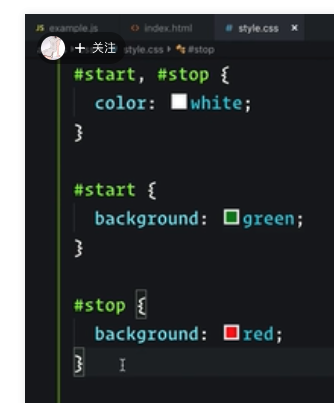 JS example.js index.html # style.css ×
+ 关注 style.css › #stop
#start, #stop {
color: white;
}
#start {
background: green;
}
#stop {
background: red;
}